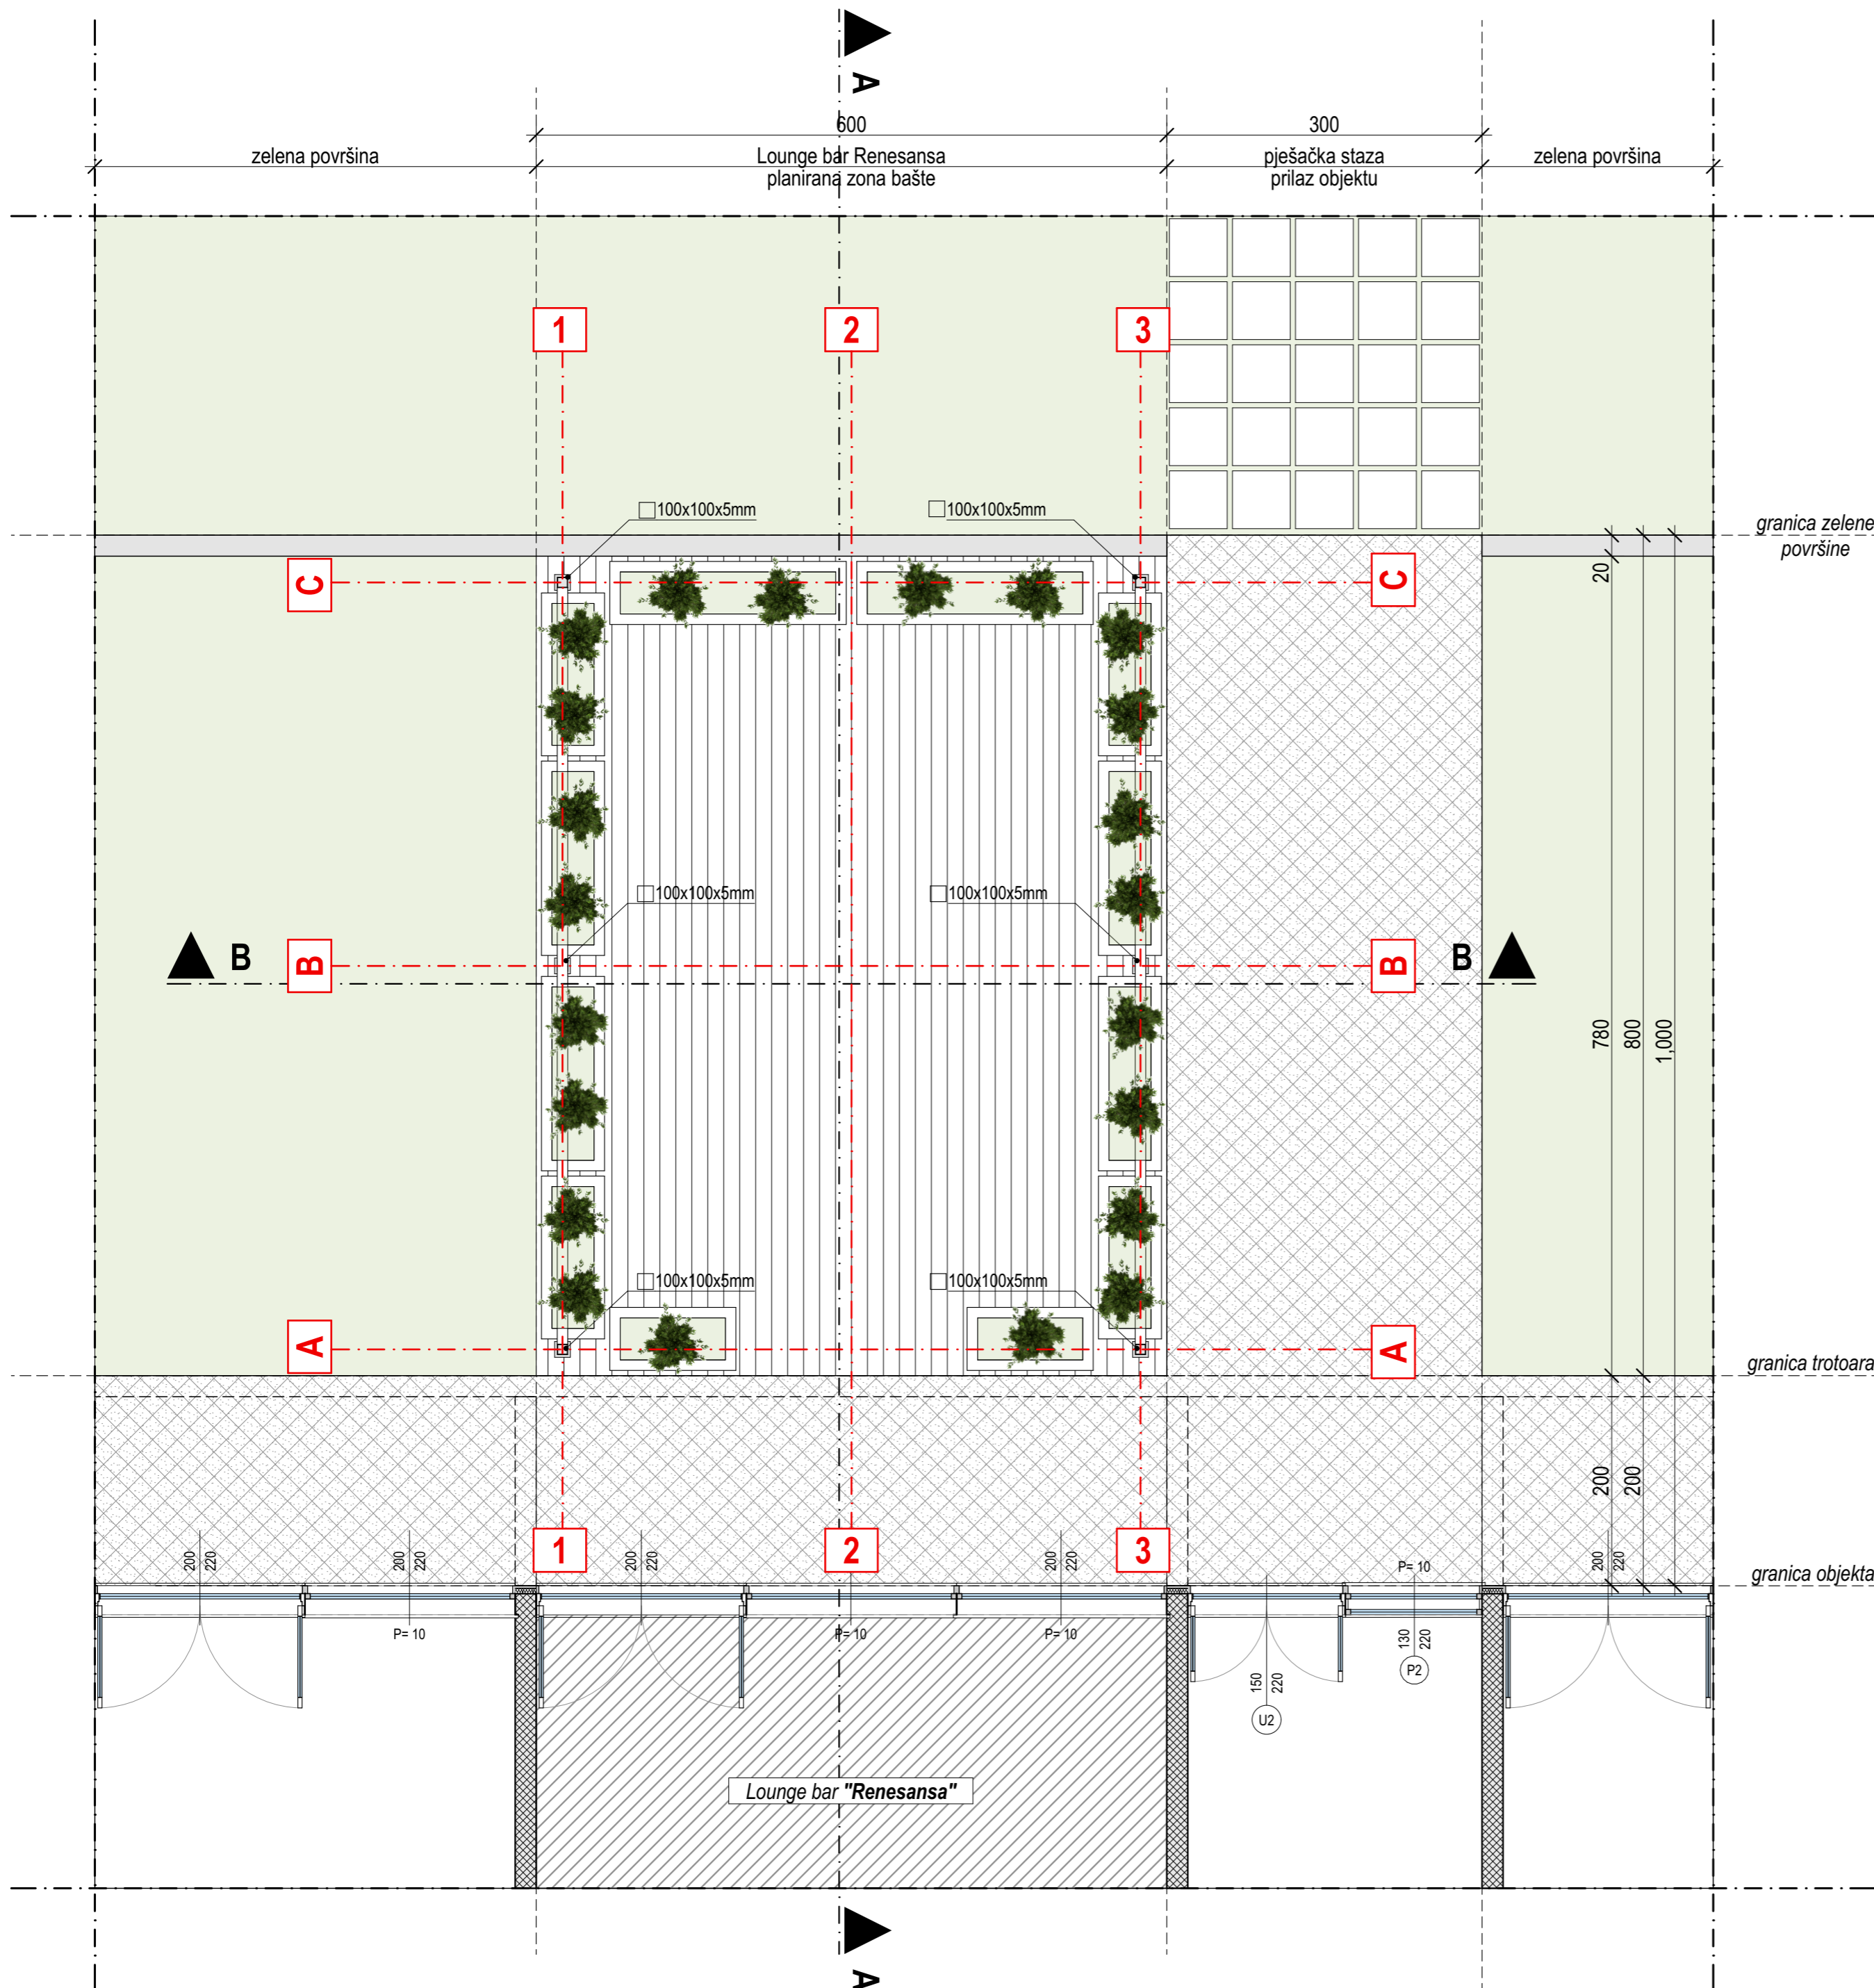 A
600
300
zelena površina
Lounge bar Renesansa
planirana zona bašte
pješačka staza
prilaz objektu
zelena površina
1
2
3
100x100x5mm
100x100x5mm
granica zelene
površine
C
C
20
100x100x5mm
100x100x5mm
B
B
B
B
780
800
1,000
100x100x5mm
100x100x5mm
A
A
granica trotoara
200
200
1
2
3
200
220
200
220
200
220
200
220
P= 10
200
220
granica objekta
P= 10
P= 10
P= 10
130
220
P2
150
220
U2
Lounge bar "Renesansa"
A